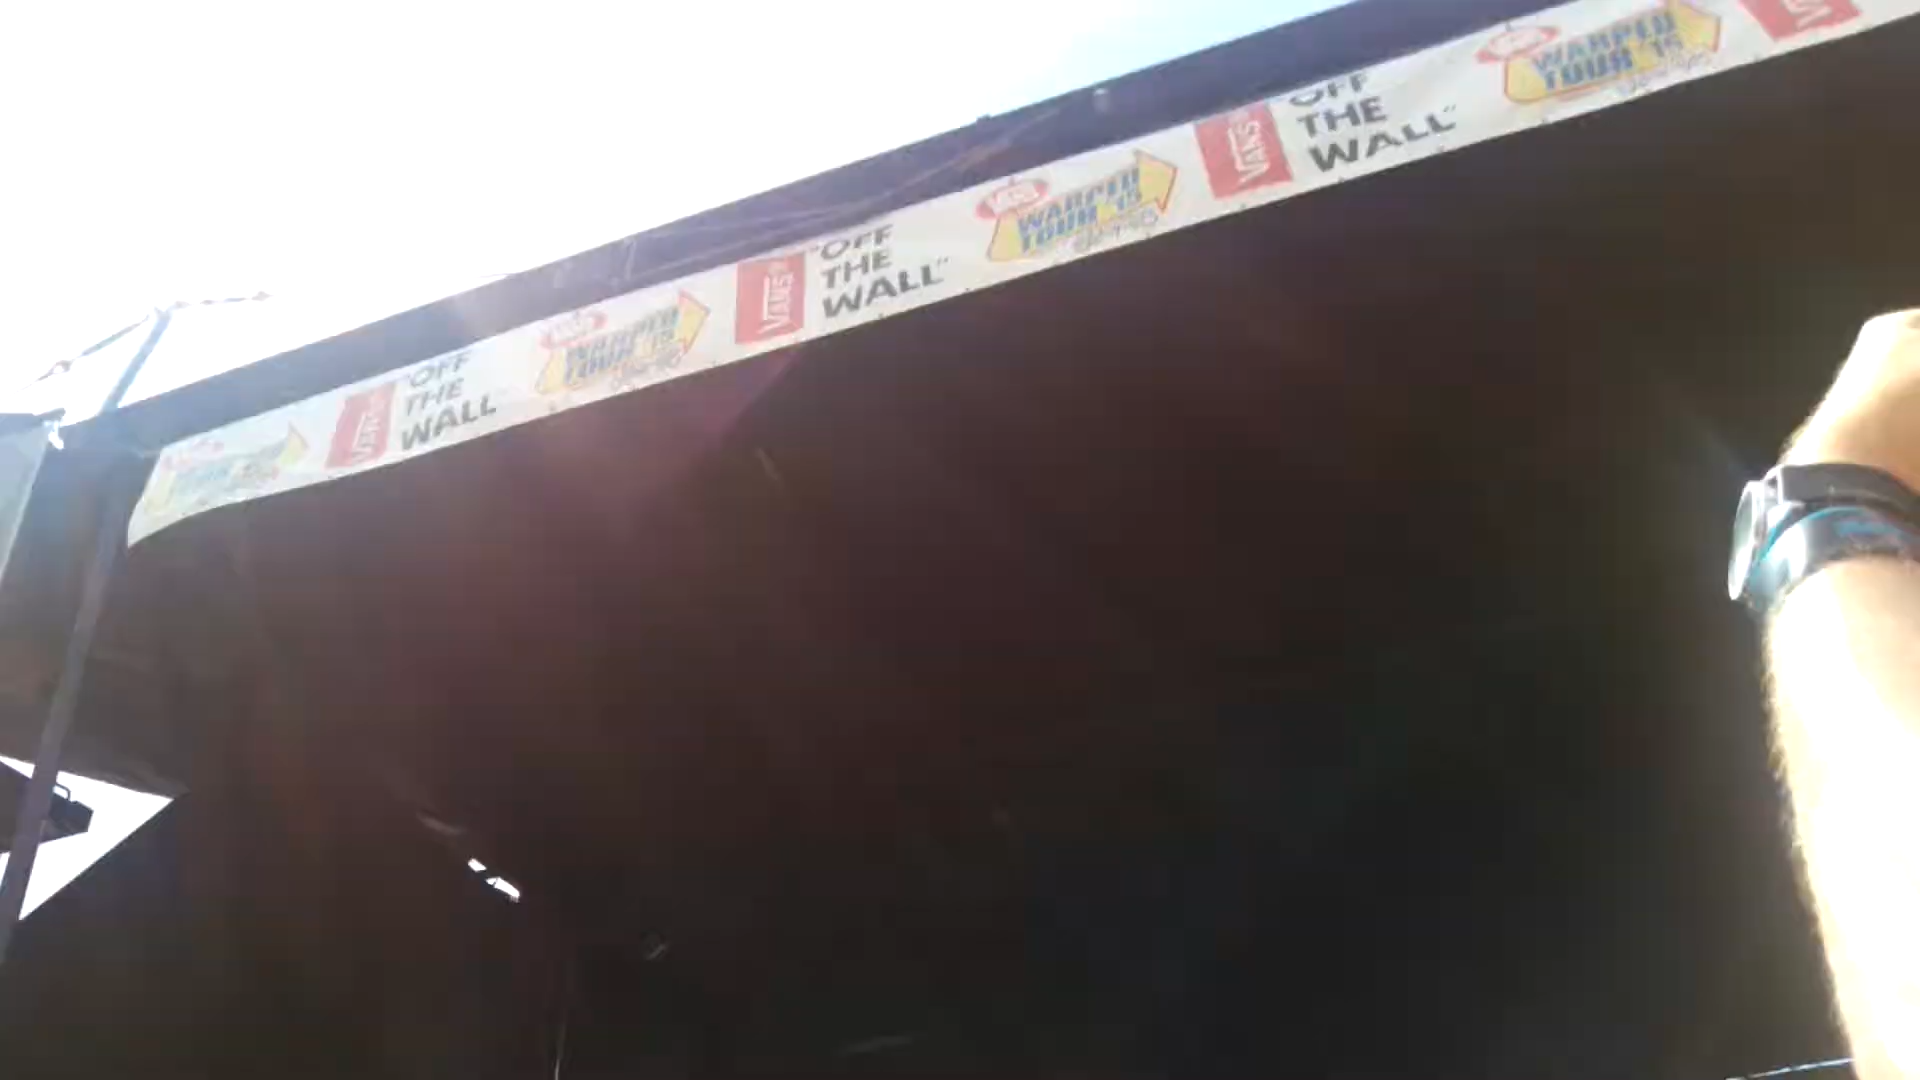 VANS
"OFF
THE
WALL"
WARPED
TOUR '15
VANS
"OFF
THE
WALL"
WARPED
TOUR '15
VANS
"OFF
THE
WALL"
WARPED
TOUR '15